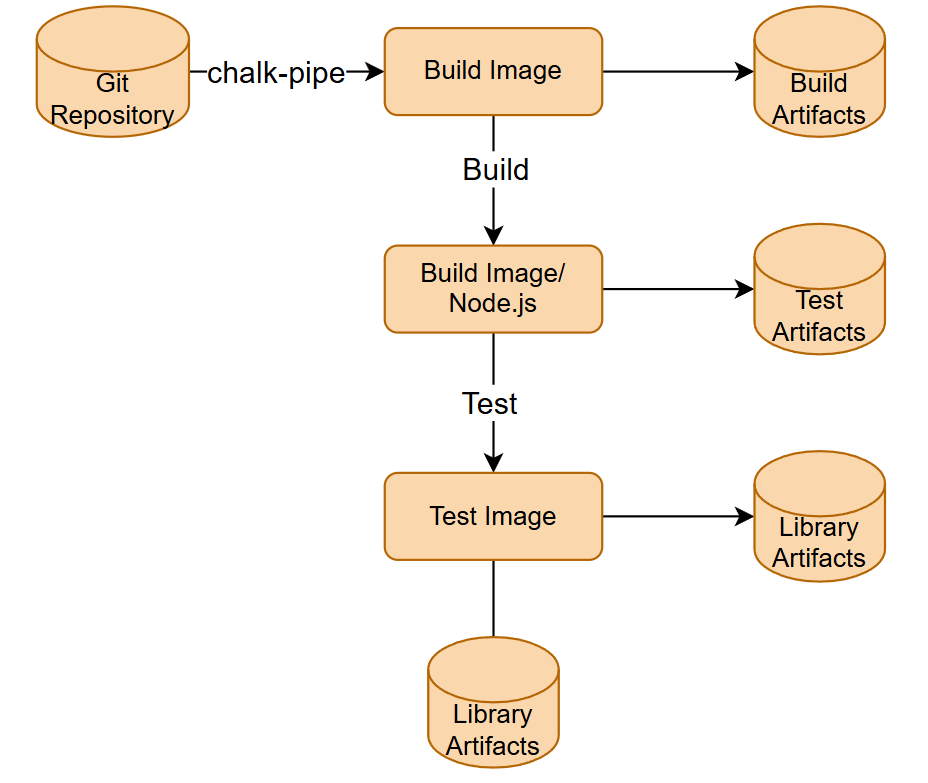 Git
Repository
chalk-pipe
Build Image
Build
Artifacts
Build
Build Image/
Node.js
Test
Artifacts
Test
Test Image
Library
Artifacts
Library
Artifacts